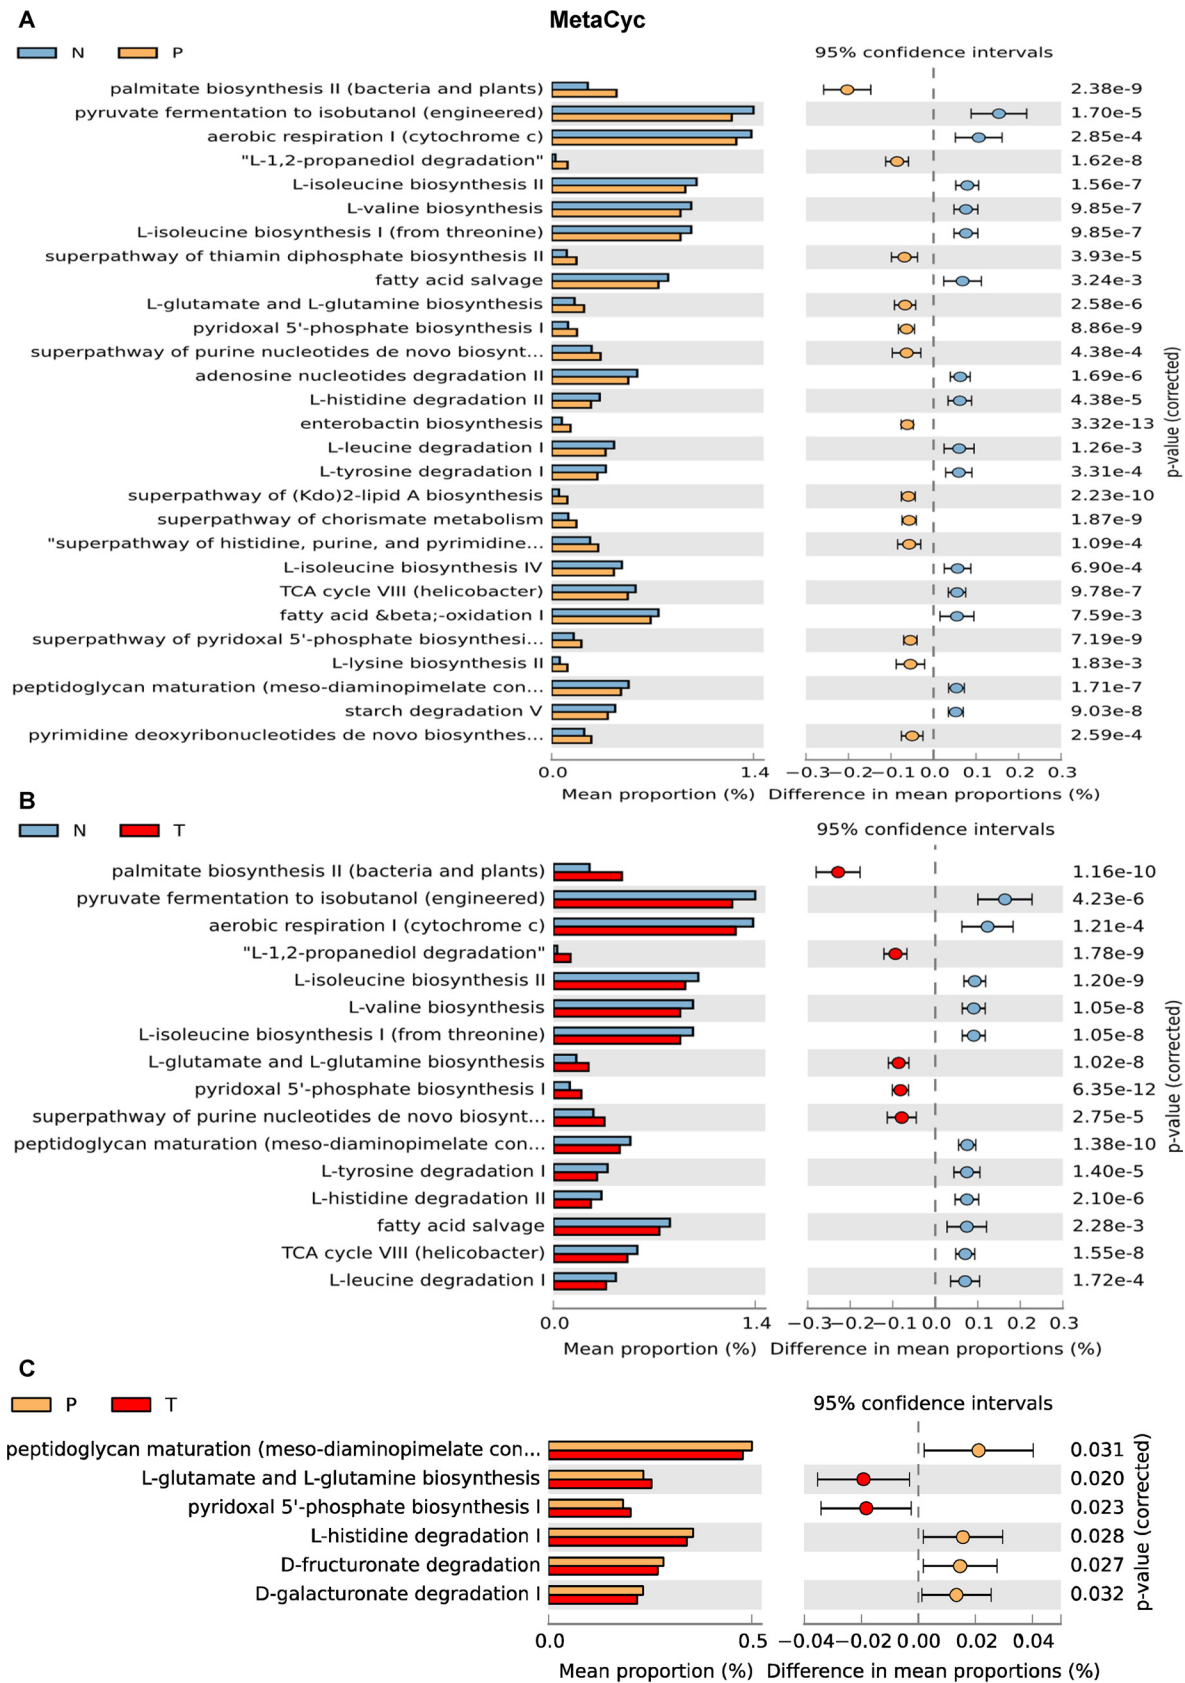 A
MetaCyc
N P
95% confidence intervals
palmitate biosynthesis II (bacteria and plants) 2.38e-9
pyruvate fermentation to isobutanol (engineered) 1.70e-5
aerobic respiration I (cytochrome c) 2.85e-4
"L-1,2-propanediol degradation" 1.62e-8
L-isoleucine biosynthesis II 1.56e-7
L-valine biosynthesis 9.85e-7
L-isoleucine biosynthesis I (from threonine) 9.85e-7
superpathway of thiamin diphosphate biosynthesis II 3.93e-5
fatty acid salvage 3.24e-3
L-glutamate and L-glutamine biosynthesis 2.58e-6
pyridoxal 5'-phosphate biosynthesis I 8.86e-9
superpathway of purine nucleotides de novo biosynt... 4.38e-4
adenosine nucleotides degradation II 1.69e-6
L-histidine degradation II 4.38e-5
enterobactin biosynthesis 3.32e-13
L-leucine degradation I 1.26e-3
L-tyrosine degradation I 3.31e-4
superpathway of (Kdo)2-lipid A biosynthesis 2.23e-10
superpathway of chorismate metabolism 1.87e-9
"superpathway of histidine, purine, and pyrimidine... 1.09e-4
L-isoleucine biosynthesis IV 6.90e-4
TCA cycle VIII (helicobacter) 9.78e-7
fatty acid &beta;-oxidation I 7.59e-3
superpathway of pyridoxal 5'-phosphate biosynthesi... 7.19e-9
L-lysine biosynthesis II 1.83e-3
peptidoglycan maturation (meso-diaminopimelate con... 1.71e-7
starch degradation V 9.03e-8
pyrimidine deoxyribonucleotides de novo biosynthes... 2.59e-4
p-value (corrected)
0.0 1.4 −0.3 −0.2 −0.1 0.0 0.1 0.2 0.3
Mean proportion (%) Difference in mean proportions (%)
B
N T
95% confidence intervals
palmitate biosynthesis II (bacteria and plants) 1.16e-10
pyruvate fermentation to isobutanol (engineered) 4.23e-6
aerobic respiration I (cytochrome c) 1.21e-4
"L-1,2-propanediol degradation" 1.78e-9
L-isoleucine biosynthesis II 1.20e-9
L-valine biosynthesis 1.05e-8
L-isoleucine biosynthesis I (from threonine) 1.05e-8
L-glutamate and L-glutamine biosynthesis 1.02e-8
pyridoxal 5'-phosphate biosynthesis I 6.35e-12
superpathway of purine nucleotides de novo biosynt... 2.75e-5
peptidoglycan maturation (meso-diaminopimelate con... 1.38e-10
L-tyrosine degradation I 1.40e-5
L-histidine degradation II 2.10e-6
fatty acid salvage 2.28e-3
TCA cycle VIII (helicobacter) 1.55e-8
L-leucine degradation I 1.72e-4
p-value (corrected)
0.0 1.4 −0.3 −0.2 −0.1 0.0 0.1 0.2 0.3
Mean proportion (%) Difference in mean proportions (%)
C
P T
95% confidence intervals
peptidoglycan maturation (meso-diaminopimelate con... 0.031
L-glutamate and L-glutamine biosynthesis 0.020
pyridoxal 5'-phosphate biosynthesis I 0.023
L-histidine degradation I 0.028
D-fructuronate degradation 0.027
D-galacturonate degradation I 0.032
p-value (corrected)
0.0 0.5 −0.04 −0.02 0.00 0.02 0.04
Mean proportion (%) Difference in mean proportions (%)